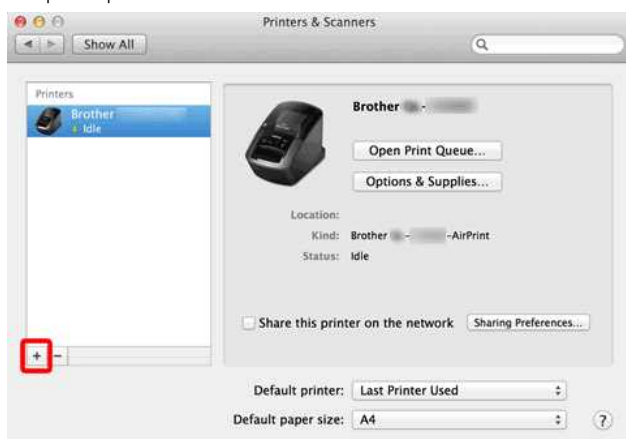 Printers & Scanners
Show All
Printers
Brother
Idle
Brother -
Open Print Queue...
Options & Supplies...
Location:
Kind: Brother - -AirPrint
Status: Idle
Share this printer on the network Sharing Preferences...
+ -
Default printer: Last Printer Used
Default paper size: A4 ?